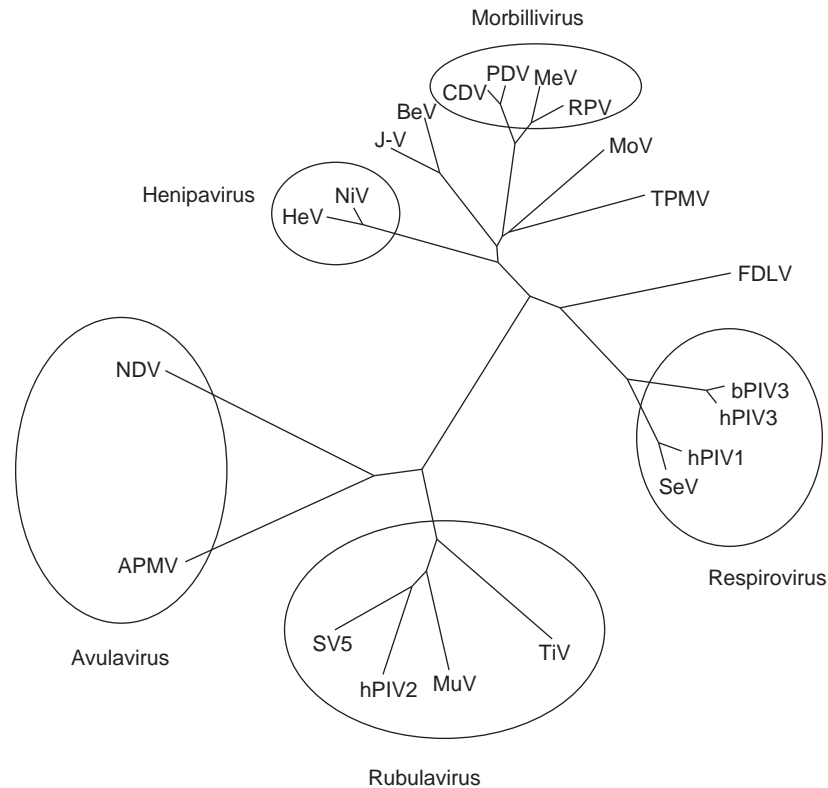 Morbillivirus
PDV
MeV
CDV
RPV
BeV
J-V
MoV
Henipavirus
NiV
TPMV
HeV
FDLV
NDV
bPIV3
hPIV3
hPIV1
SeV
APMV
Respirovirus
SV5
TiV
Avulavirus
hPIV2
MuV
Rubulavirus